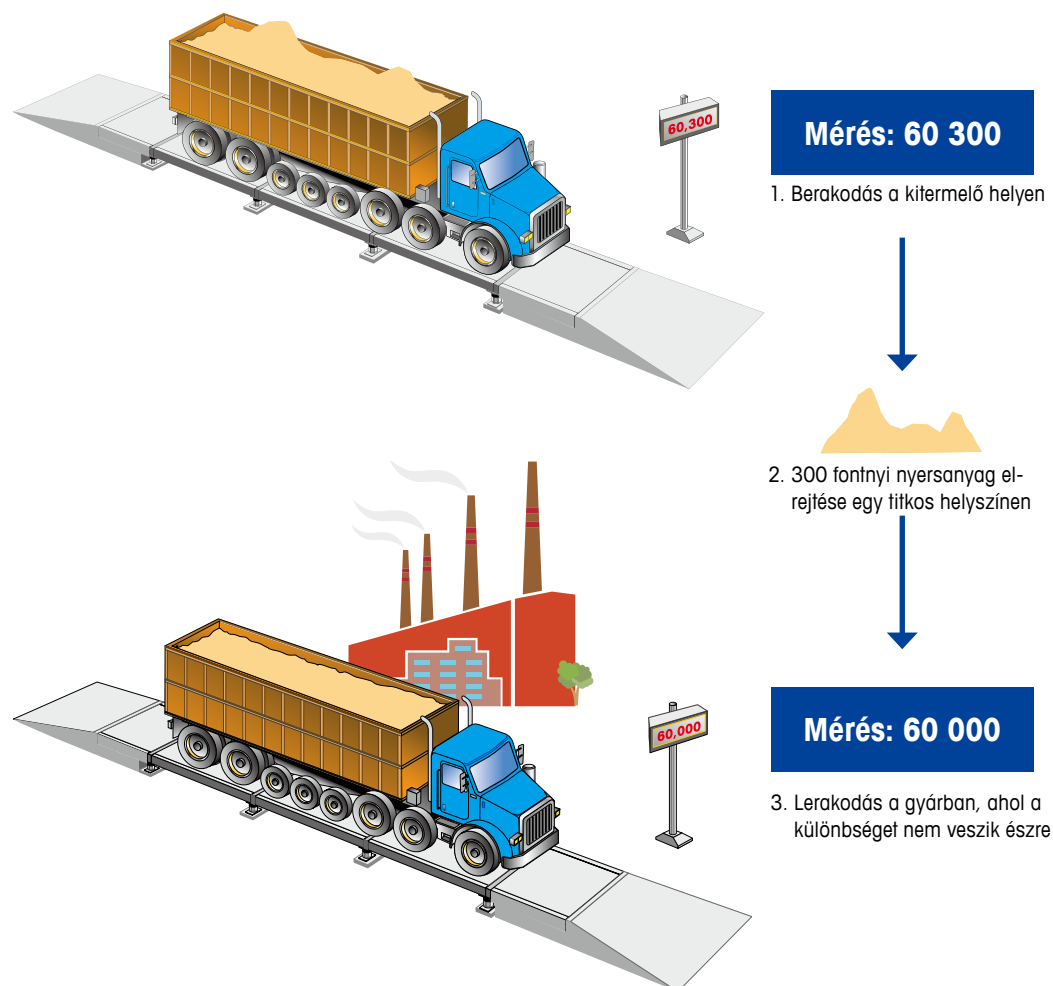 60,300
Mérés: 60 300
1. Berakodás a kitermelő helyen
2. 300 fontnyi nyersanyag el-
rejtése egy titkos helyszínen
60,000
Mérés: 60 000
3. Lerakodás a gyárban, ahol a
különbséget nem veszik észre